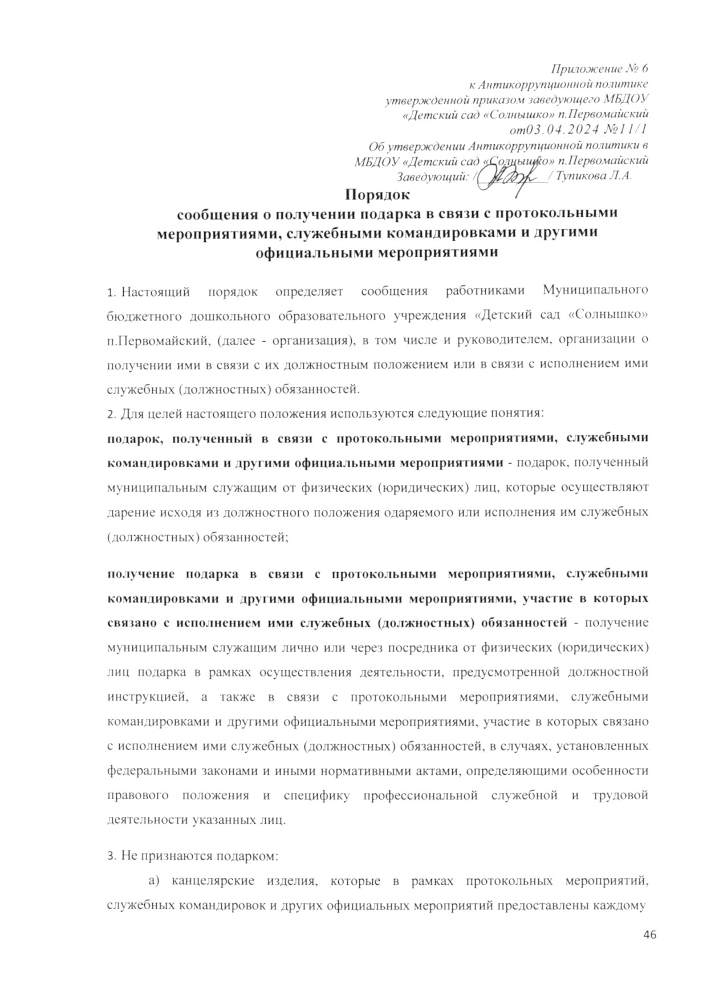 Приложение № 6
к Антикоррупционной политике
утвержденной приказом заведующего МБДОУ
«Детский сад «Солнышко» п.Первомайский
от03.04.2024 №11/1
Об утверждении Антикоррупционной политики в
МБДОУ «Детский сад «Солнышко» п.Первомайский
Заведующий: /____________/ Тупикова Л.А.
Порядок
сообщения о получении подарка в связи с протокольными
мероприятиями, служебными командировками и другими
официальными мероприятиями
1. Настоящий порядок определяет сообщения работниками Муниципального
бюджетного дошкольного образовательного учреждения «Детский сад «Солнышко»
п.Первомайский, (далее - организация), в том числе и руководителем, организации о
получении ими в связи с их должностным положением или в связи с исполнением ими
служебных (должностных) обязанностей.
2. Для целей настоящего положения используются следующие понятия:
подарок, полученный в связи с протокольными мероприятиями, служебными
командировками и другими официальными мероприятиями - подарок, полученный
муниципальным служащим от физических (юридических) лиц, которые осуществляют
дарение исходя из должностного положения одаряемого или исполнения им служебных
(должностных) обязанностей;
получение подарка в связи с протокольными мероприятиями, служебными
командировками и другими официальными мероприятиями, участие в которых
связано с исполнением ими служебных (должностных) обязанностей - получение
муниципальным служащим лично или через посредника от физических (юридических)
лиц подарка в рамках осуществления деятельности, предусмотренной должностной
инструкцией, а также в связи с протокольными мероприятиями, служебными
командировками и другими официальными мероприятиями, участие в которых связано
с исполнением ими служебных (должностных) обязанностей, в случаях, установленных
федеральными законами и иными нормативными актами, определяющими особенности
правового положения и специфику профессиональной служебной и трудовой
деятельности указанных лиц.
3. Не признаются подарком:
а) канцелярские изделия, которые в рамках протокольных мероприятий,
служебных командировок и других официальных мероприятий предоставлены каждому
46